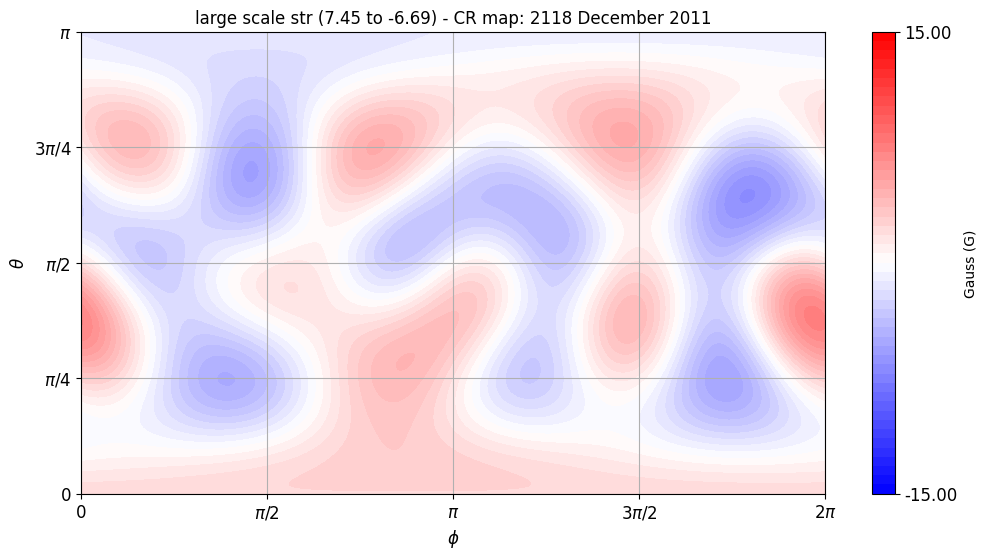 large scale str (7.45 to -6.69) - CR map: 2118 December 2011
π
3π/4
π/2
π/4
0
θ
0
π/2
π
3π/2
2π
ϕ
15.00
-15.00
Gauss (G)